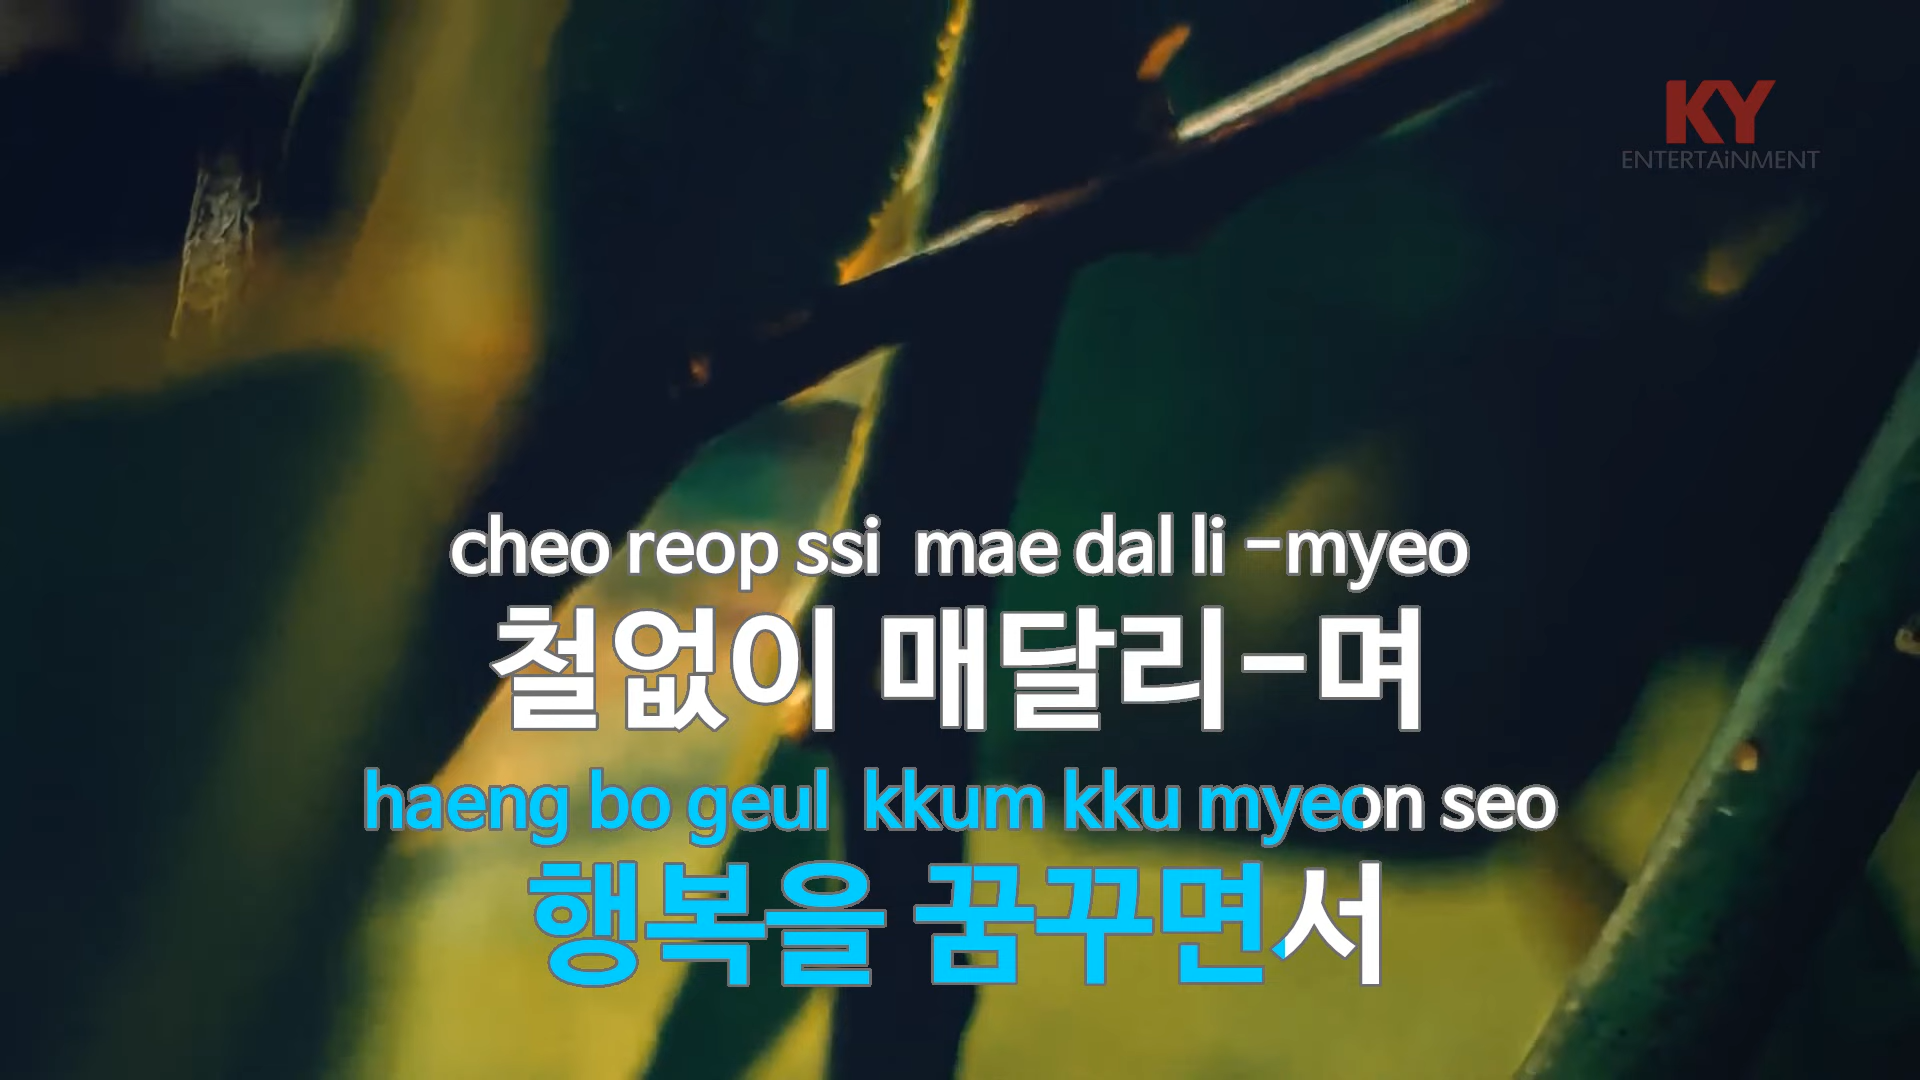 KY
ENTERTAiNMENT
cheo reop ssi mae dal li -myeo
철없이 매달리-며
haeng bo geul kkum kku myeon seo
행복을 꿈꾸면서